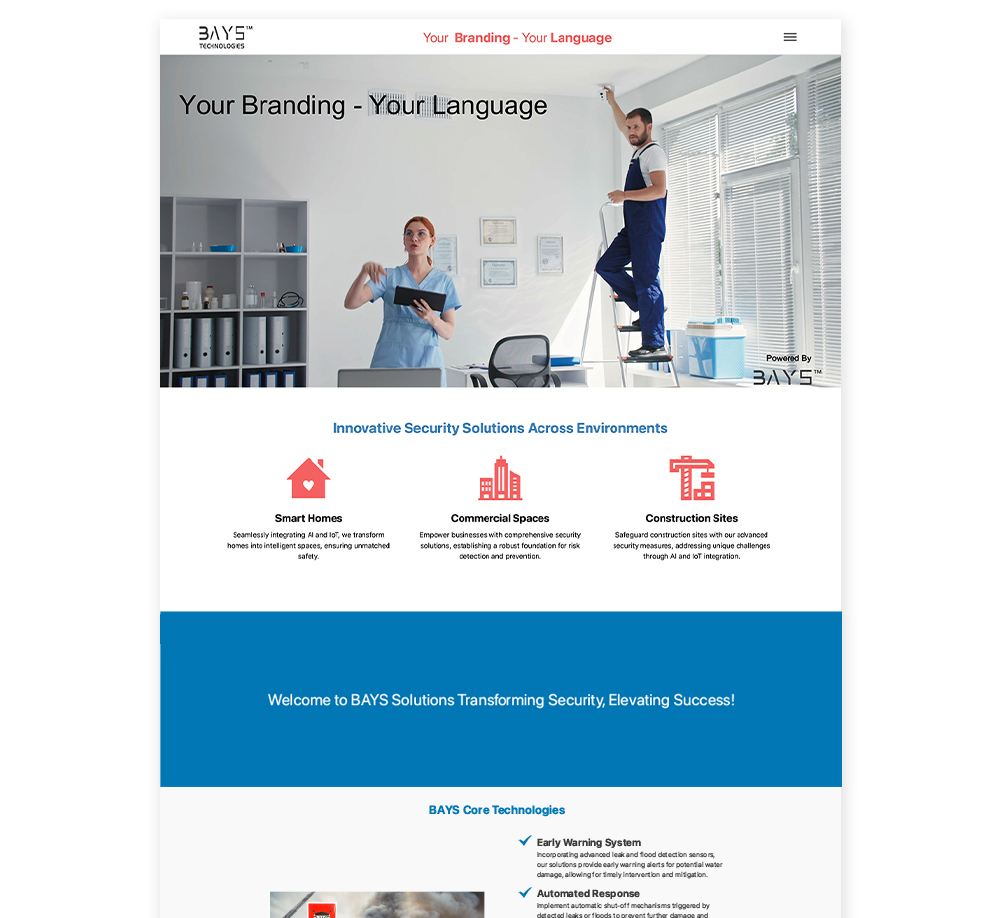 BAYS™
TECHNOLOGIES
Your Branding - Your Language
Your Branding - Your Language
Powered By
BAYS™
Innovative Security Solutions Across Environments
Smart Homes
Seamlessly integrating AI and IoT, we transform
homes into intelligent spaces, ensuring unmatched
safety.
Commercial Spaces
Empower businesses with comprehensive security
solutions, establishing a robust foundation for risk
detection and prevention.
Construction Sites
Safeguard construction sites with our advanced
security measures, addressing unique challenges
through AI and IoT integration.
Welcome to BAYS Solutions Transforming Security, Elevating Success!
BAYS Core Technologies
Early Warning System
Incorporating advanced leak and flood detection sensors,
our solutions provide early warning alerts for potential water
damage, allowing for timely intervention and mitigation.
Automated Response
Implement automatic shut-off mechanisms triggered by
detected leaks or floods to prevent further damage and